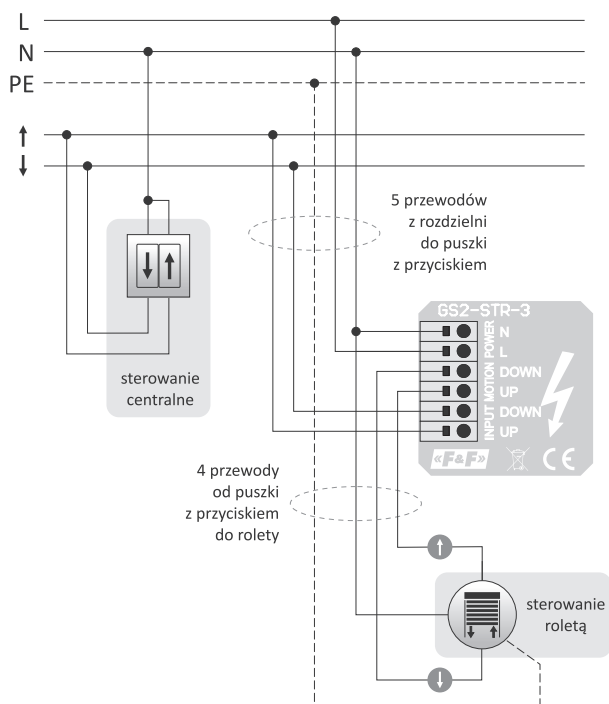 L
N
PE
5 przewodów
z rozdzielni
do puszki
z przyciskiem
GS2-STR-3
N
L
DOWN
UP
DOWN
UP
POWER
MOTION
INPUT
«F&F»
CE
sterowanie
centralne
4 przewody
od puszki
z przyciskiem
do rolety
sterowanie
roletą